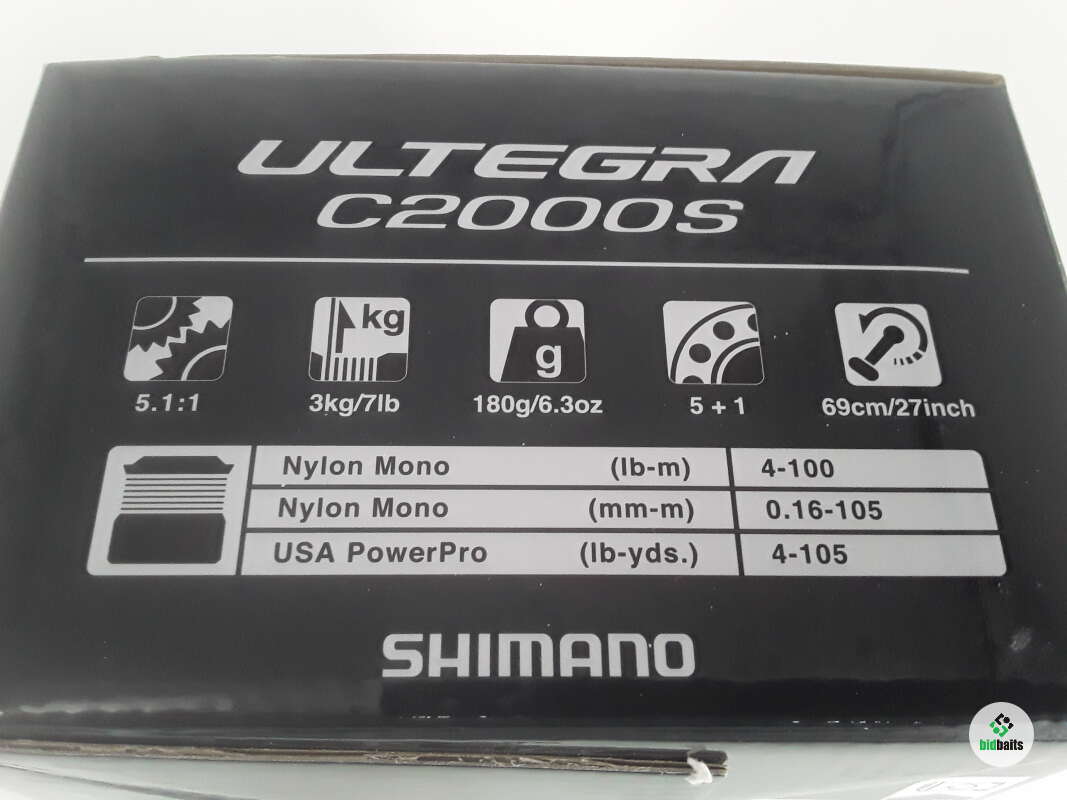 ULTEGRA
C2000S
kg
g
5.1:1
3kg/7lb
180g/6.3oz
5 + 1
69cm/27inch
Nylon Mono (lb-m) 4-100
Nylon Mono (mm-m) 0.16-105
USA PowerPro (lb-yds.) 4-105
SHIMANO
bidbaits